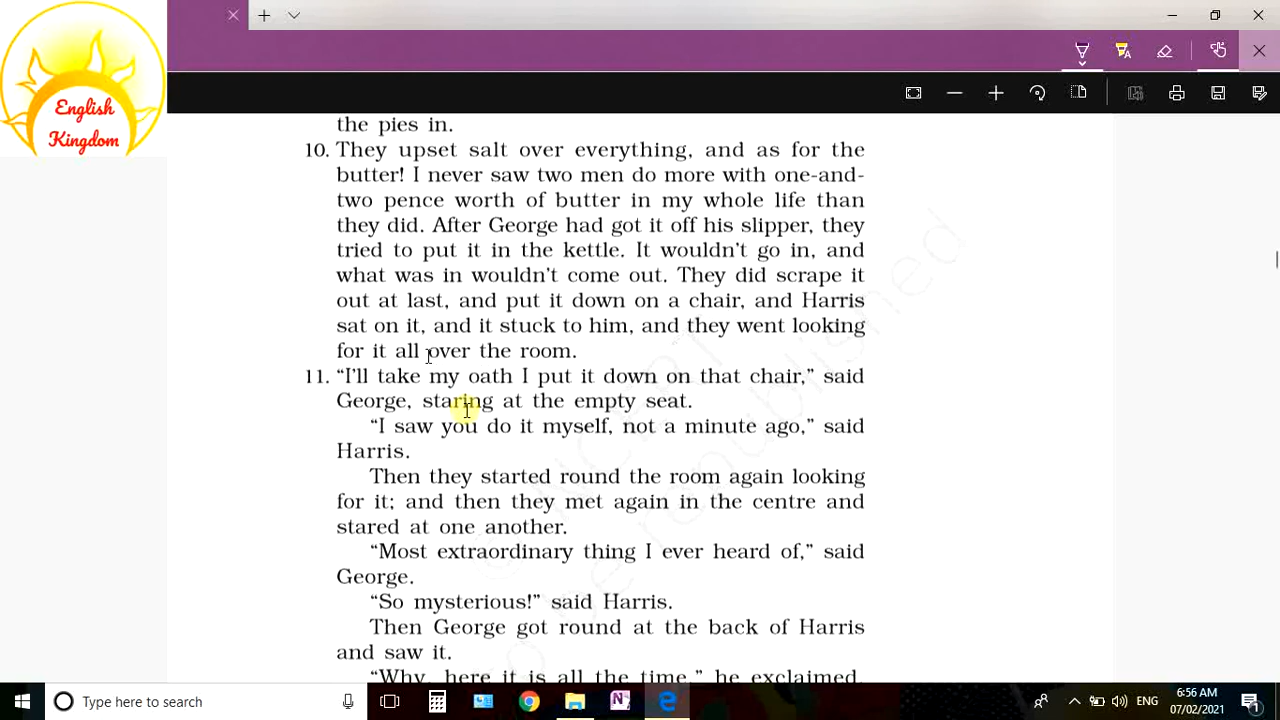 English
Kingdom
the pies in.
10. They upset salt over everything, and as for the
butter! I never saw two men do more with one-and-
two pence worth of butter in my whole life than
they did. After George had got it off his slipper, they
tried to put it in the kettle. It wouldn't go in, and
what was in wouldn't come out. They did scrape it
out at last, and put it down on a chair, and Harris
sat on it, and it stuck to him, and they went looking
for it all over the room.
11. “I'll take my oath I put it down on that chair,” said
George, staring at the empty seat.
“I saw you do it myself, not a minute ago,” said
Harris.
Then they started round the room again looking
for it; and then they met again in the centre and
stared at one another.
“Most extraordinary thing I ever heard of,” said
George.
“So mysterious!” said Harris.
Then George got round at the back of Harris
and saw it.
“Why, here it is all the time,” he exclaimed,
Type here to search
ENG
6:56 AM
07/02/2021